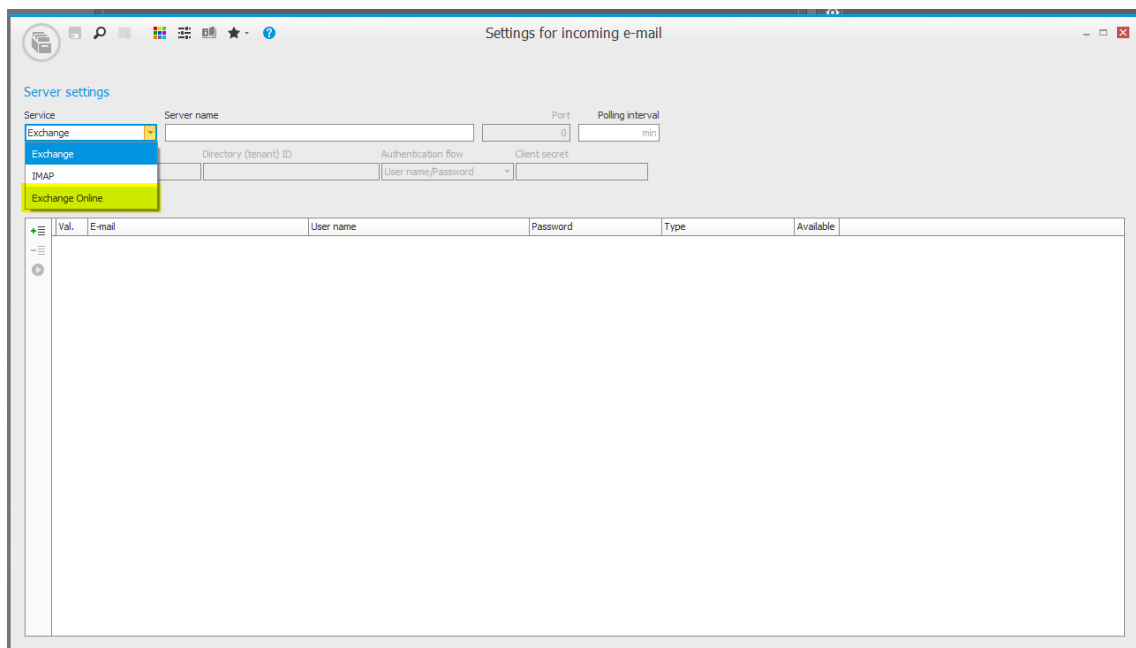 Settings for incoming e-mail
Server settings
Service Server name Port Polling interval
Exchange 0 min
Exchange Directory (tenant) ID Authentication flow Client secret
IMAP User name/Password
Exchange Online
Val. E-mail User name Password Type Available